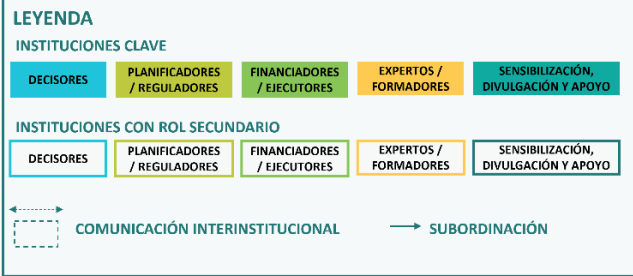 LEYENDA
INSTITUCIONES CLAVE
DECISORES
PLANIFICADORES
/ REGULADORES
FINANCIADORES
/ EJECUTORES
EXPERTOS /
FORMADORES
SENSIBILIZACIÓN,
DIVULGACIÓN Y APOYO
INSTITUCIONES CON ROL SECUNDARIO
DECISORES
PLANIFICADORES
/ REGULADORES
FINANCIADORES
/ EJECUTORES
EXPERTOS /
FORMADORES
SENSIBILIZACIÓN,
DIVULGACIÓN Y APOYO
COMUNICACIÓN INTERINSTITUCIONAL
SUBORDINACIÓN